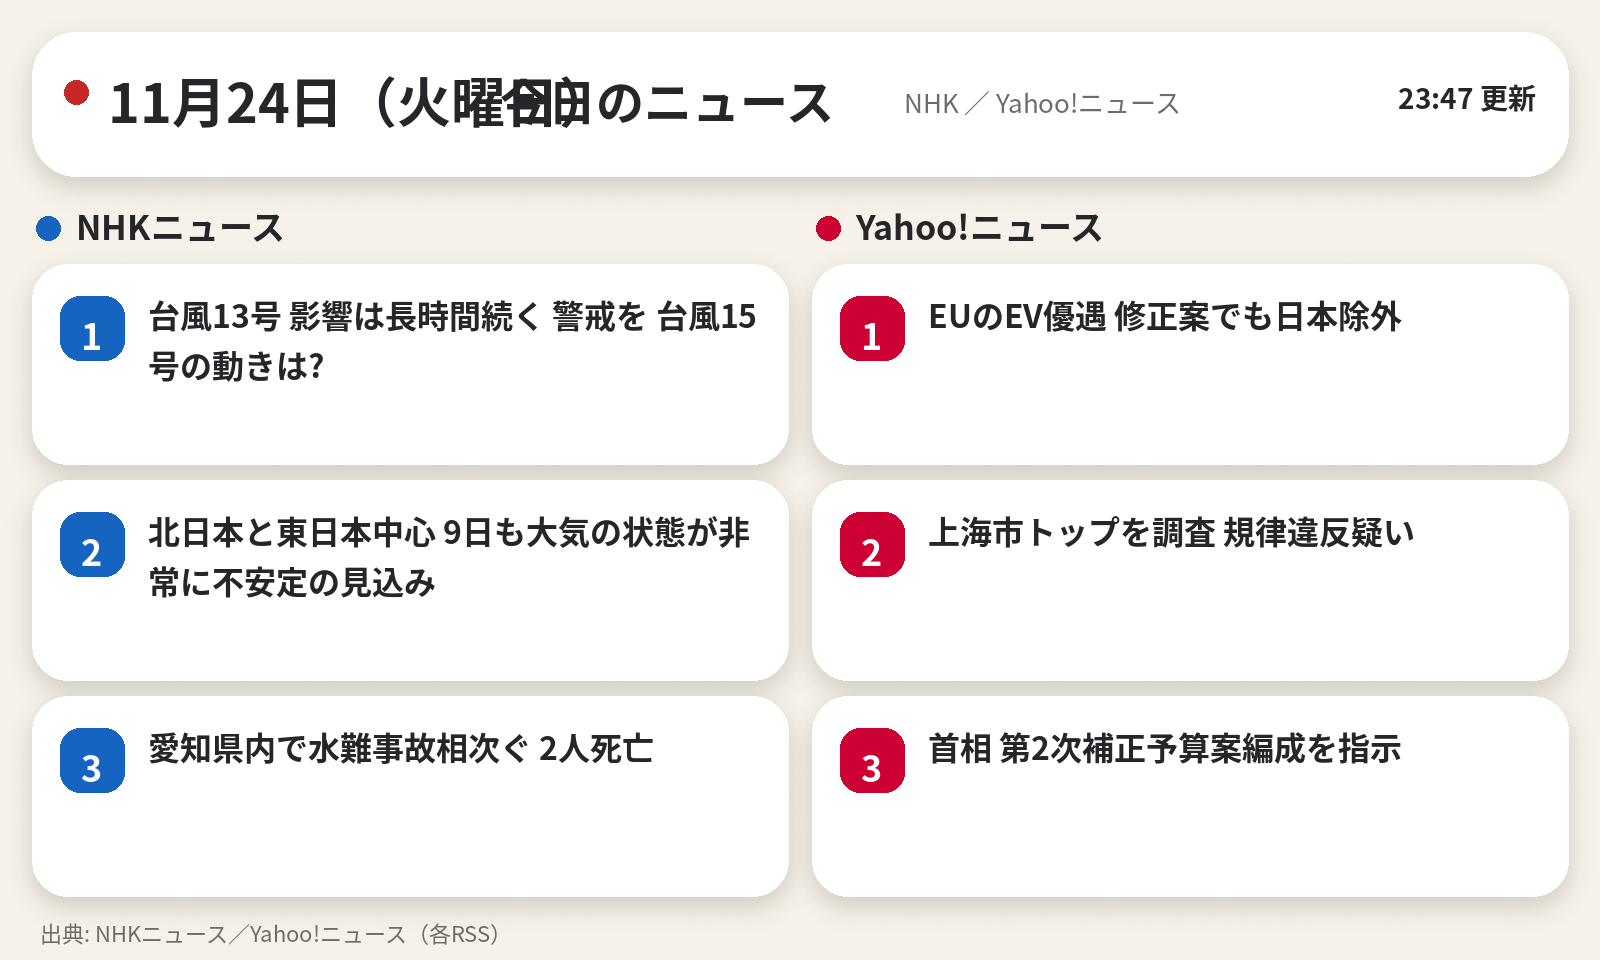 11月24日（火曜日）今日のニュース
NHK ／ Yahoo!ニュース
23:47 更新
NHKニュース
1
台風13号 影響は長時間続く 警戒を 台風15
号の動きは?
2
北日本と東日本中心 9日も大気の状態が非
常に不安定の見込み
3
愛知県内で水難事故相次ぐ 2人死亡
Yahoo!ニュース
1
EUのEV優遇 修正案でも日本除外
2
上海市トップを調査 規律違反疑い
3
首相 第2次補正予算案編成を指示
出典: NHKニュース／Yahoo!ニュース（各RSS）